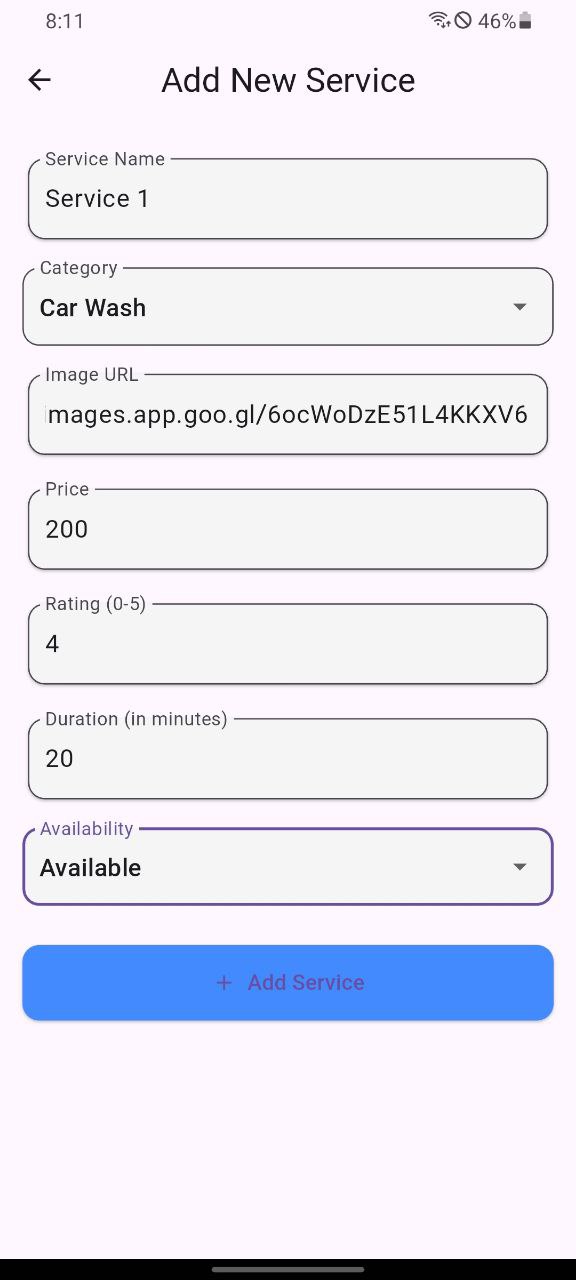 8:11
46%
Add New Service
Service Name
Service 1
Category
Car Wash
Image URL
images.app.goo.gl/6ocWoDzE51L4KKXV6
Price
200
Rating (0-5)
4
Duration (in minutes)
20
Availability
Available
+ Add Service